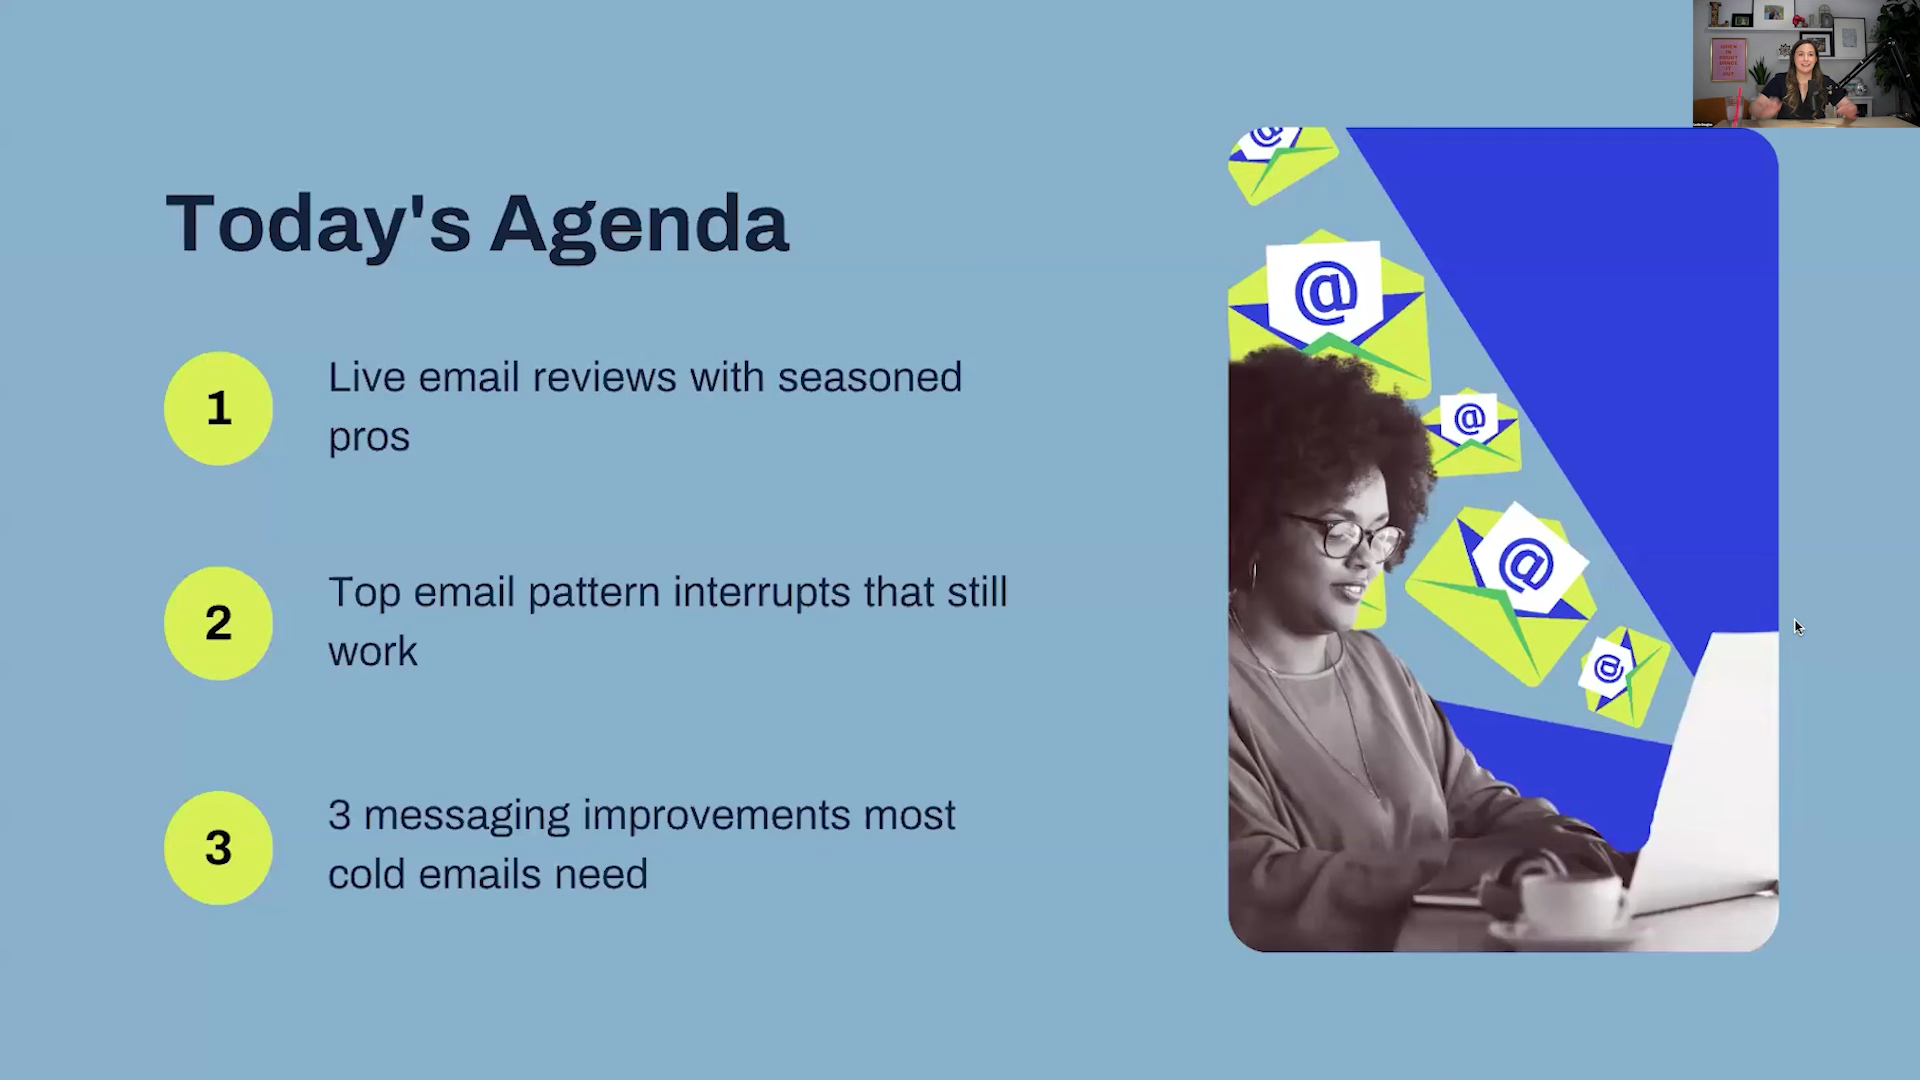 Today's Agenda
1
Live email reviews with seasoned
pros
2
Top email pattern interrupts that still
work
3
3 messaging improvements most
cold emails need
@
@
@
@
@